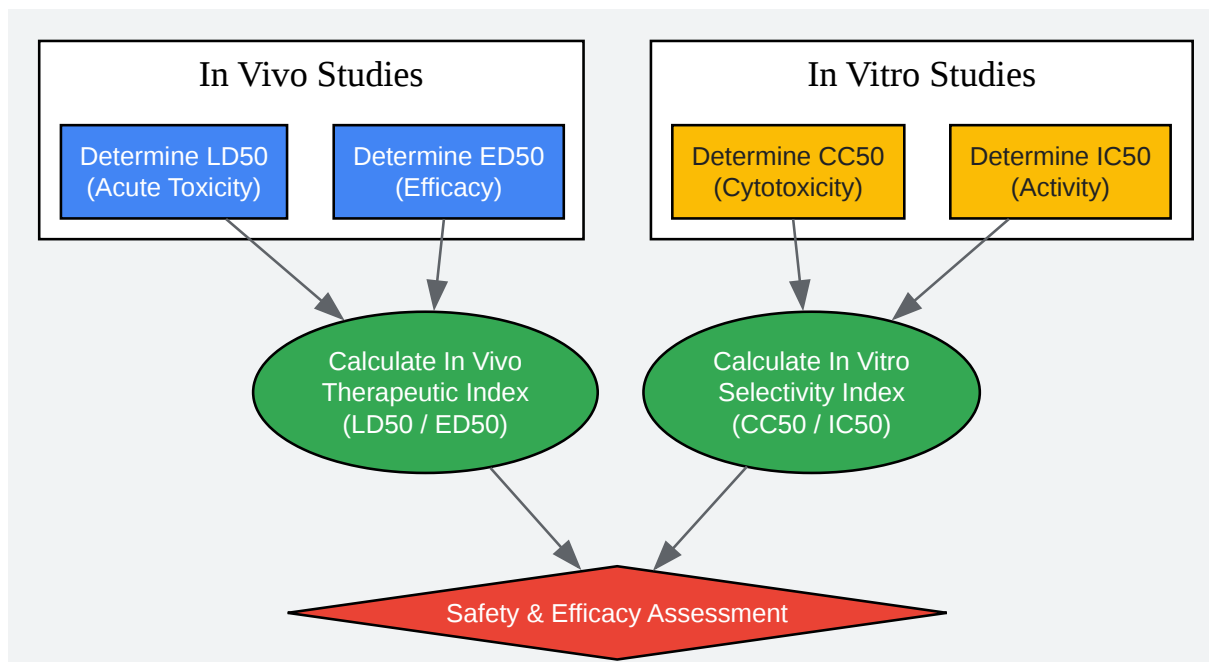 In Vivo Studies
Determine LD50
(Acute Toxicity)
Determine ED50
(Efficacy)
In Vitro Studies
Determine CC50
(Cytotoxicity)
Determine IC50
(Activity)
Calculate In Vivo
Therapeutic Index
(LD50 / ED50)
Calculate In Vitro
Selectivity Index
(CC50 / IC50)
Safety & Efficacy Assessment